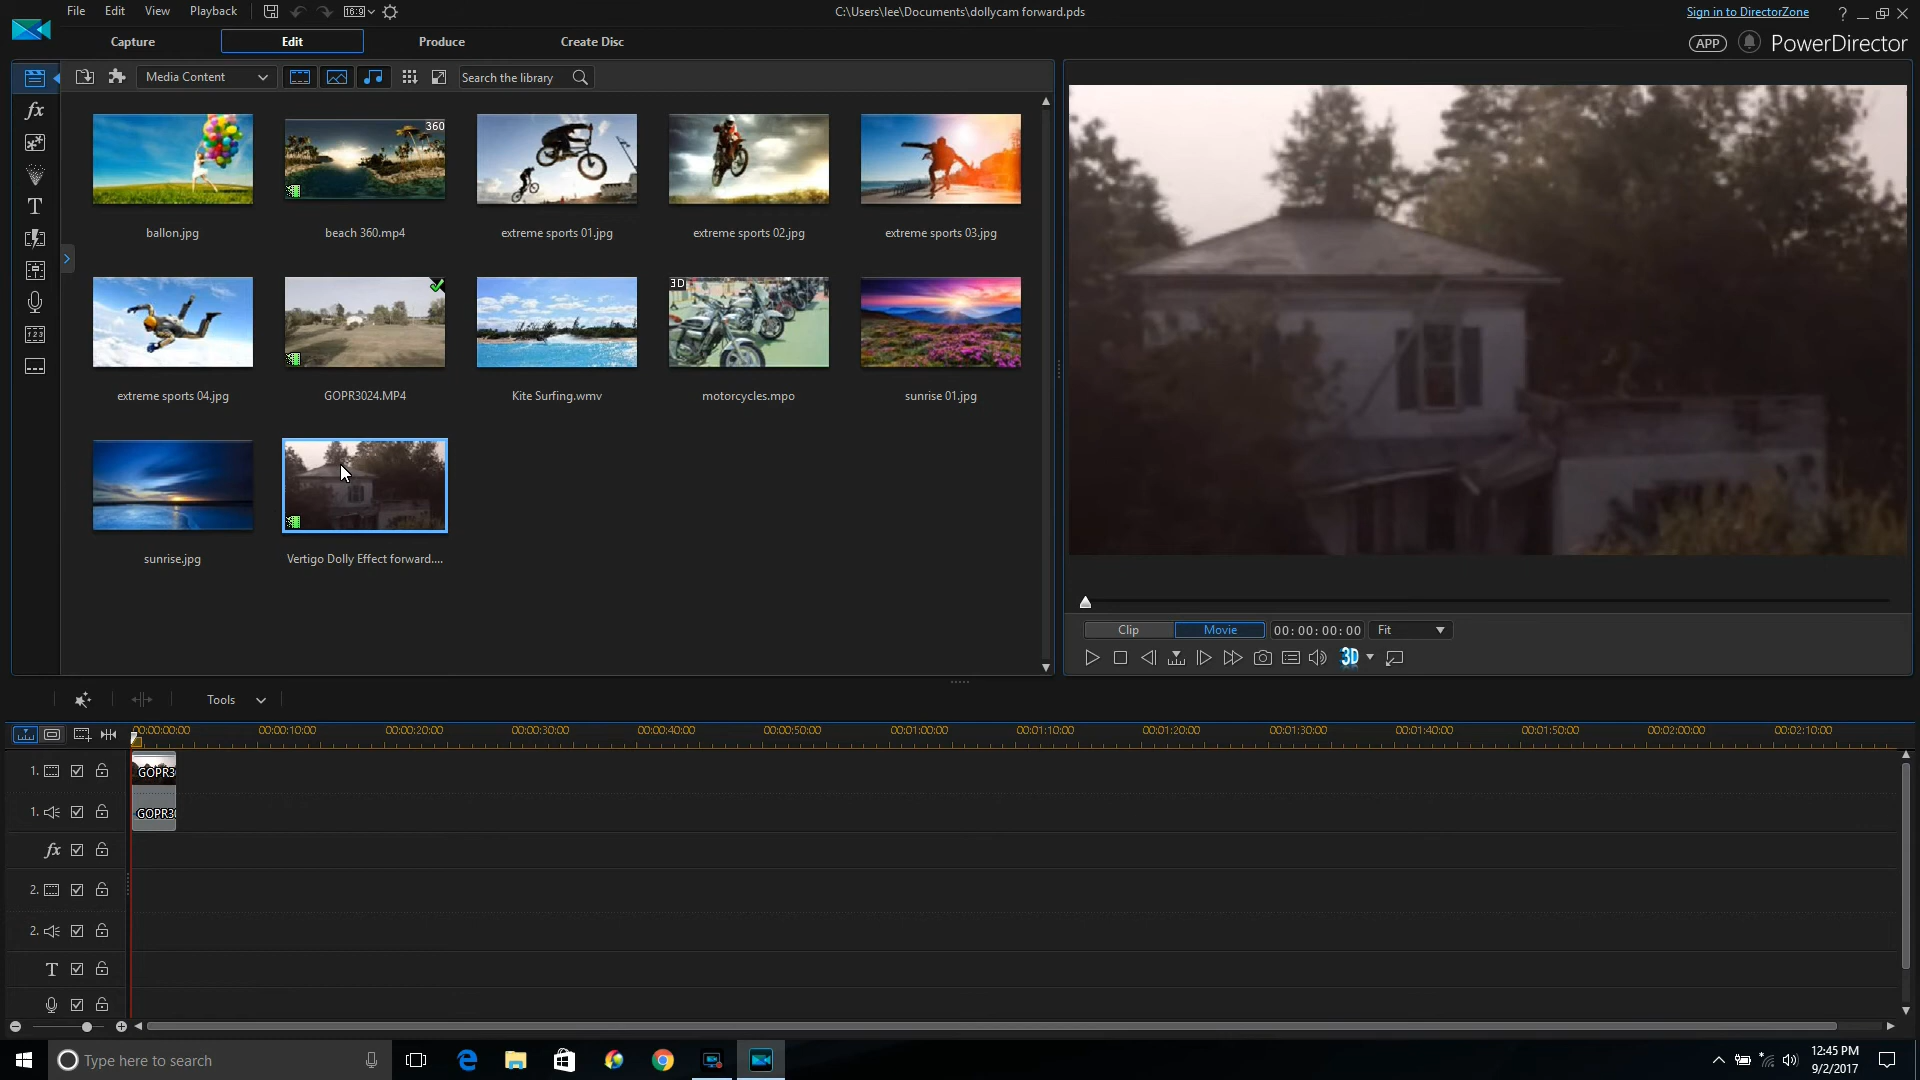 File Edit View Playback 16:9 C:\Users\lee\Documents\dollycam forward.pds Sign in to DirectorZone ?
Capture Edit Produce Create Disc APP PowerDirector
Media Content Search the library
fx
T
123
360
ballon.jpg beach 360.mp4 extreme sports 01.jpg extreme sports 02.jpg extreme sports 03.jpg
3D
extreme sports 04.jpg GOPR3024.MP4 Kite Surfing.wmv motorcycles.mpo sunrise 01.jpg
sunrise.jpg Vertigo Dolly Effect forward....
Clip Movie 00:00:00:00 Fit
3D
Tools
00:00:00:00 00:00:10:00 00:00:20:00 00:00:30:00 00:00:40:00 00:00:50:00 00:01:00:00 00:01:10:00 00:01:20:00 00:01:30:00 00:01:40:00 00:01:50:00 00:02:00:00 00:02:10:00
1. GOPR3
1. GOPR30
fx
2.
2.
T
Type here to search 12:45 PM
9/2/2017